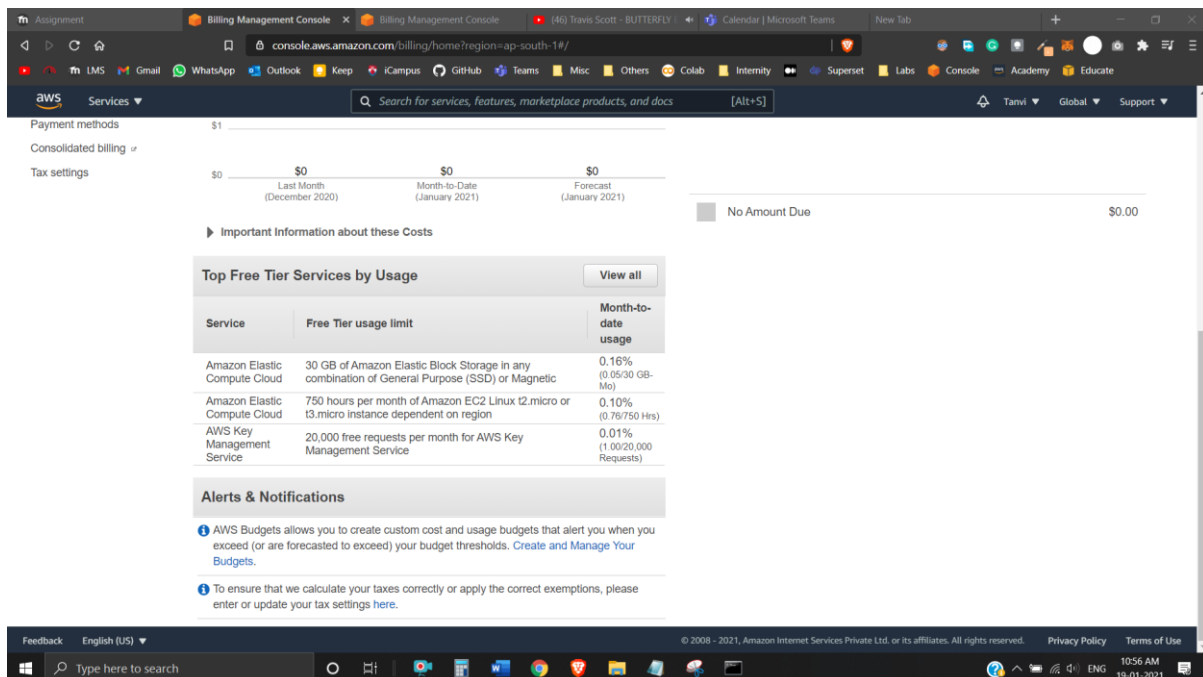 Assignment
Billing Management Console
Billing Management Console
(46) Travis Scott - BUTTERFLY
Calendar | Microsoft Teams
New Tab
console.aws.amazon.com/billing/home?region=ap-south-1#/
LMS
Gmail
WhatsApp
Outlook
Keep
iCampus
GitHub
Teams
Misc
Others
Colab
Internity
Superset
Labs
Console
Academy
Educate
aws
Services
Search for services, features, marketplace products, and docs
[Alt+S]
Tanvi
Global
Support
Payment methods
Consolidated billing
Tax settings
$1
$0
$0
$0
$0
Last Month
(December 2020)
Month-to-Date
(January 2021)
Forecast
(January 2021)
No Amount Due
$0.00
Important Information about these Costs
Top Free Tier Services by Usage
View all
Service
Free Tier usage limit
Month-to-
date
usage
Amazon Elastic
Compute Cloud
30 GB of Amazon Elastic Block Storage in any
combination of General Purpose (SSD) or Magnetic
0.16%
(0.05/30 GB-
Mo)
Amazon Elastic
Compute Cloud
750 hours per month of Amazon EC2 Linux t2.micro or
t3.micro instance dependent on region
0.10%
(0.76/750 Hrs)
AWS Key
Management
Service
20,000 free requests per month for AWS Key
Management Service
0.01%
(1.00/20,000
Requests)
Alerts & Notifications
AWS Budgets allows you to create custom cost and usage budgets that alert you when you
exceed (or are forecasted to exceed) your budget thresholds. Create and Manage Your
Budgets.
To ensure that we calculate your taxes correctly or apply the correct exemptions, please
enter or update your tax settings here.
Feedback
English (US)
© 2008 - 2021, Amazon Internet Services Private Ltd. or its affiliates. All rights reserved.
Privacy Policy
Terms of Use
Type here to search
ENG
10:56 AM
19-01-2021